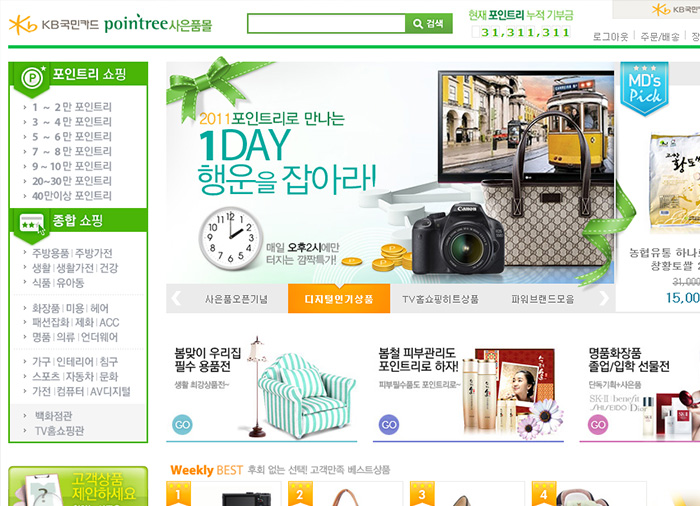 KB국민카드 pointree 사은품몰
검색
현재 포인트리 누적 기부금
31,311,311
KB국민
로그아웃 | 주문/배송
포인트리 쇼핑
1 ~ 2만 포인트리
3 ~ 4만 포인트리
5 ~ 6만 포인트리
7 ~ 8만 포인트리
9~10만 포인트리
20~30만 포인트리
40만이상 포인트리
종합 쇼핑
주방용품 | 주방가전
생활 | 생활가전 | 건강
식품 | 유아동
화장품 | 미용 | 헤어
패션잡화 | 제화 | ACC
명품 | 의류 | 언더웨어
가구 | 인테리어 | 침구
스포츠 | 자동차 | 문화
가전 | 컴퓨터 | AV디지털
백화점관
TV홈쇼핑관
고객상품
제안하세요
2011포인트리로 만나는
1DAY
행운을 잡아라!
매일 오후2시에만
터지는 깜짝특가!
Canon
사은품오픈기념
디지털인기상품
TV홈쇼핑히트상품
파워브랜드모음
MD's
Pick
농협유통 하나로
창황토쌀 2
31,000
15,00
봄맞이 우리집
필수 용품전
생활 최강상품전~
GO
봄철 피부관리도
포인트리로 하자!
피부필수품도 포인트리로~
GO
명품화장품
졸업/입학 선물전
단독기획+사은품
SK-II benefit
SHISEIDO Dior
GO
Weekly BEST 후회 없는 선택! 고객만족 베스트상품
1
2
3
4